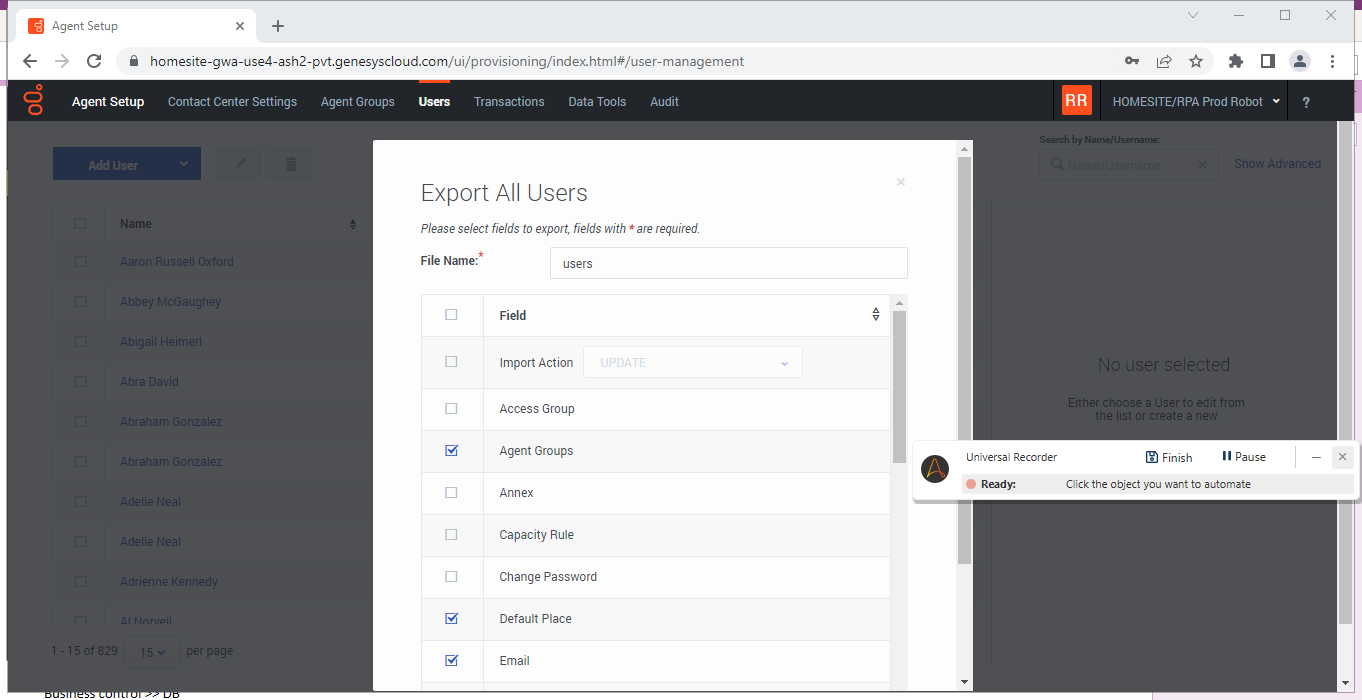 Agent Setup
homesite-gwa-use4-ash2-pvt.genesyscloud.com/ui/provisioning/index.html#/user-management
Agent Setup Contact Center Settings Agent Groups Users Transactions Data Tools Audit RR HOMESITE/RPA Prod Robot ?
Search by Name/Username:
Add User Name/Username Show Advanced
Export All Users
Please select fields to export, fields with * are required.
File Name:* users
Name
Aaron Russell Oxford
Abbey McGaughey
Abigail Heimerl
Abra David
Abraham Gonzalez
Abraham Gonzalez
Adelle Neal
Adelle Neal
Adrienne Kennedy
Al Norvell
1 - 15 of 829 15 per page
Field
Import Action UPDATE
Access Group
Agent Groups
Annex
Capacity Rule
Change Password
Default Place
Email
No user selected
Either choose a User to edit from
the list or create a new
Universal Recorder Finish Pause
Ready: Click the object you want to automate
Business control >> DB